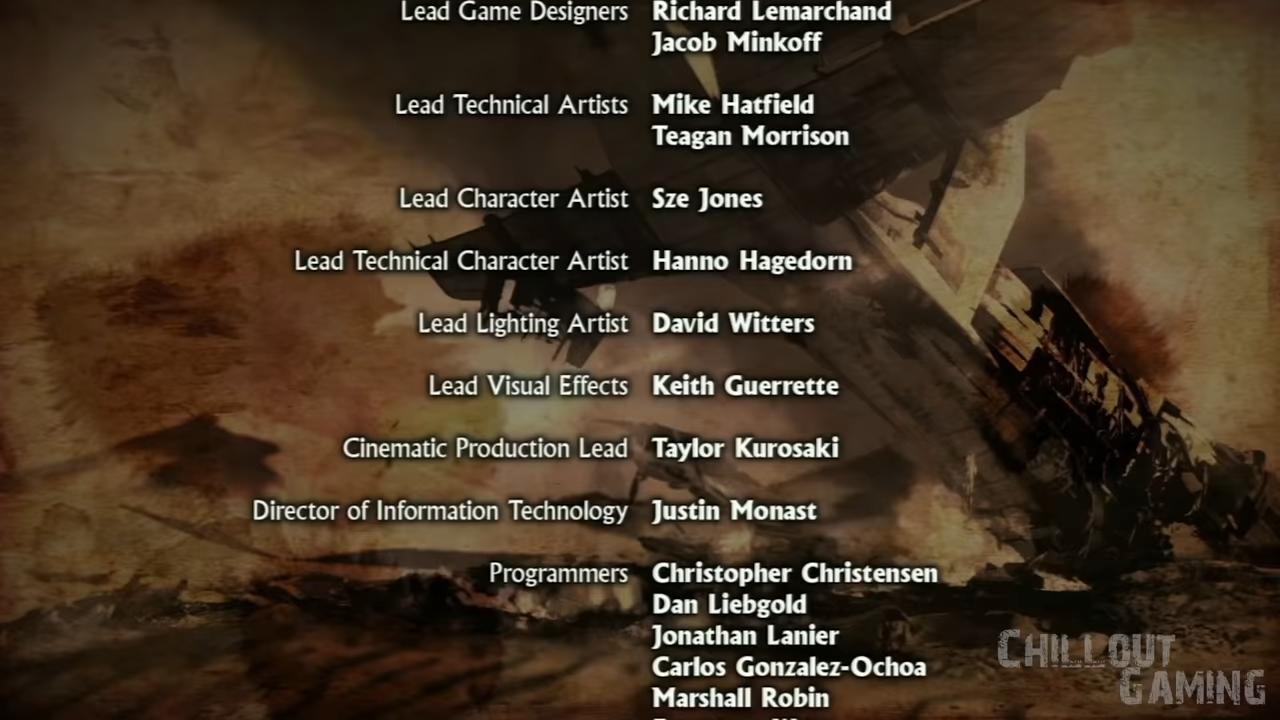 Lead Game Designers Richard Lemarchand
Jacob Minkoff
Lead Technical Artists Mike Hatfield
Teagan Morrison
Lead Character Artist Sze Jones
Lead Technical Character Artist Hanno Hagedorn
Lead Lighting Artist David Witters
Lead Visual Effects Keith Guerrette
Cinematic Production Lead Taylor Kurosaki
Director of Information Technology Justin Monast
Programmers Christopher Christensen
Dan Liebgold
Jonathan Lanier
Carlos Gonzalez-Ochoa
Marshall Robin
CHILLOUT
GAMING